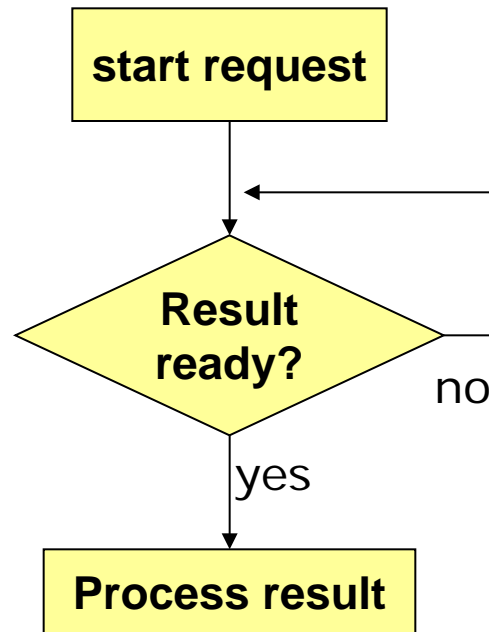 start request
Result
ready?
no
yes
Process result